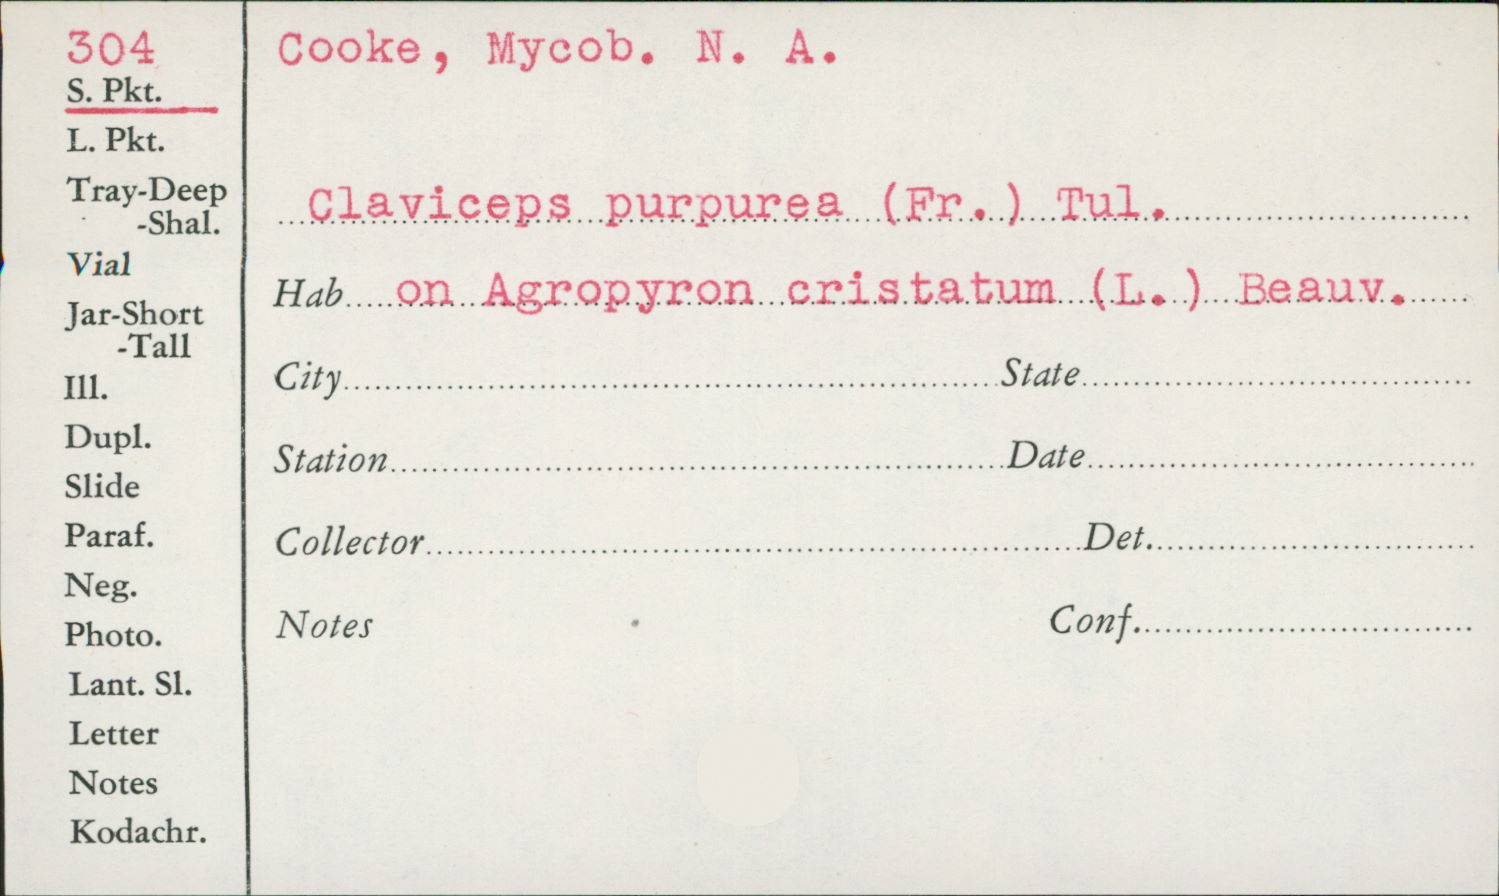 304
S. Pkt.
L. Pkt.
Tray-Deep
-Shal.
Vial
Jar-Short
-Tall
Ill.
Dupl.
Slide
Paraf.
Neg.
Photo.
Lant. Sl.
Letter
Notes
Kodachr.
Cooke, Mycob. N. A.
Claviceps purpurea (Fr.) Tul.
Hab. on Agropyron cristatum (L.) Beauv.
City State
Station Date
Collector Det.
Notes Conf.